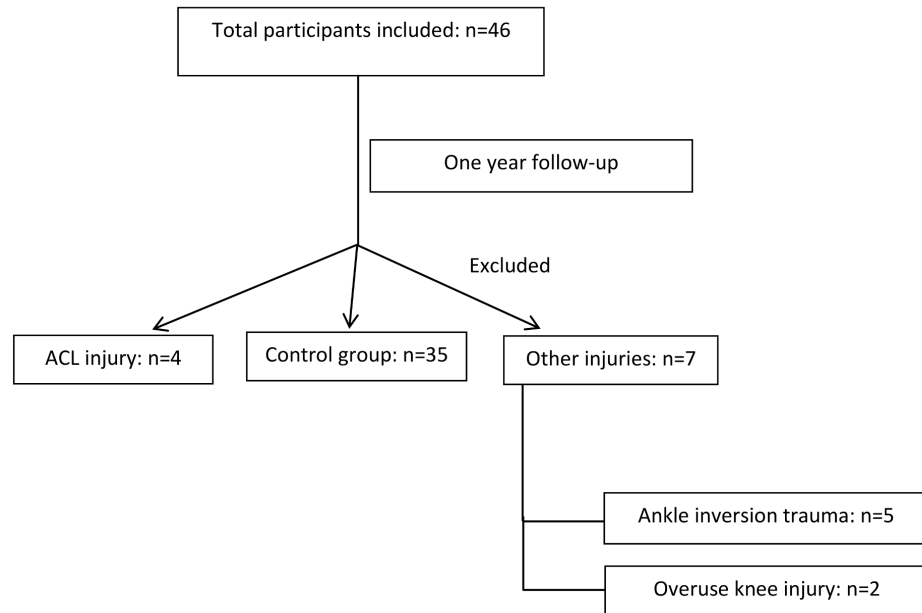 Total participants included: n=46
One year follow-up
Excluded
ACL injury: n=4
Control group: n=35
Other injuries: n=7
Ankle inversion trauma: n=5
Overuse knee injury: n=2